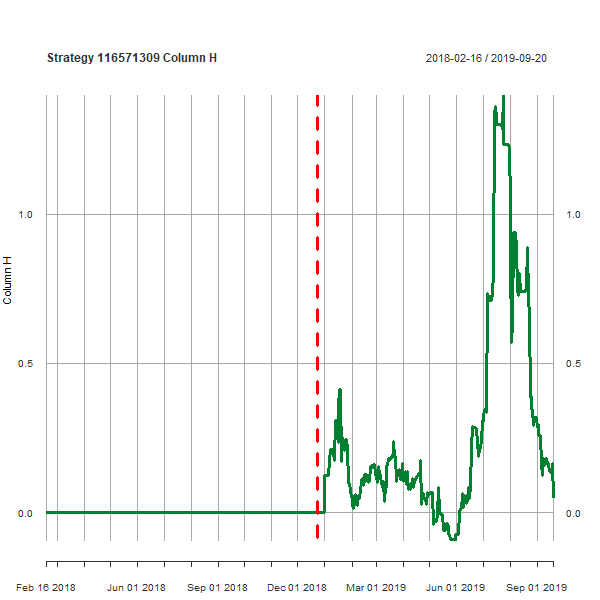 Strategy 116571309 Column H
2018-02-16 / 2019-09-20
Column H
1.0
1.0
0.5
0.5
0.0
0.0
Feb 16 2018
Jun 01 2018
Sep 01 2018
Dec 01 2018
Mar 01 2019
Jun 01 2019
Sep 01 2019